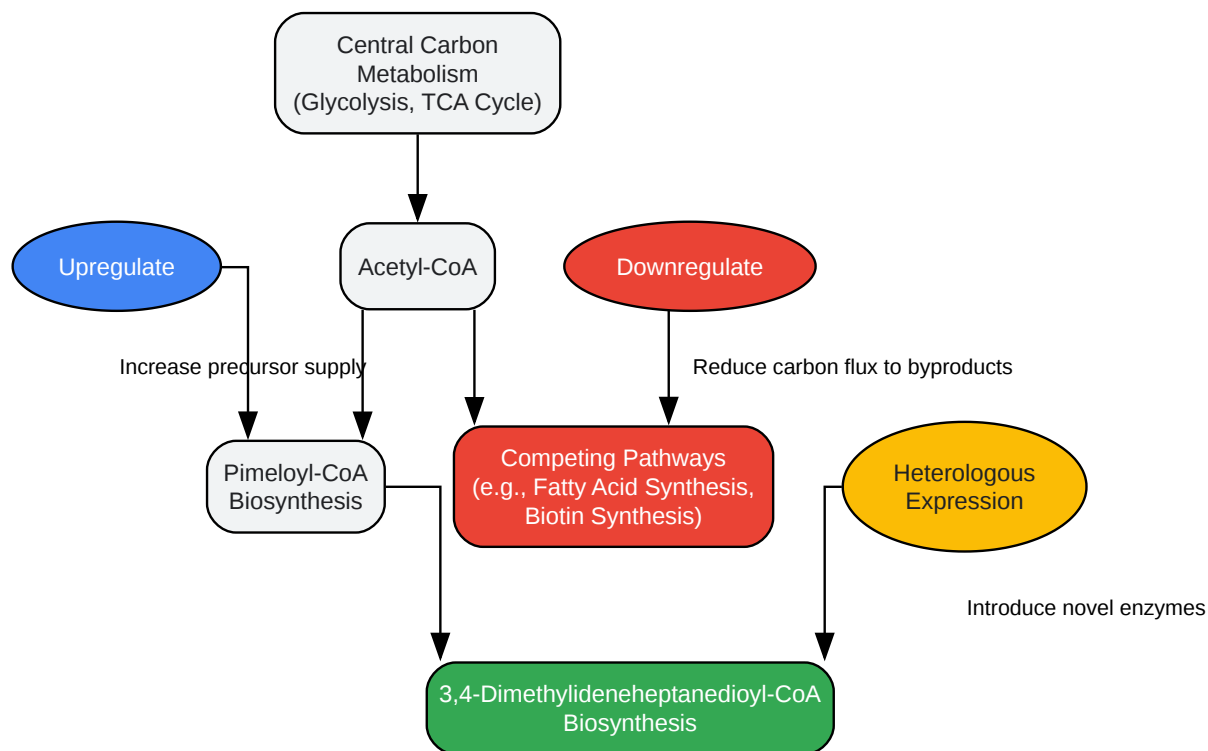 Central Carbon
Metabolism
(Glycolysis, TCA Cycle)
Upregulate
Acetyl-CoA
Downregulate
Increase precursor supply
Reduce carbon flux to byproducts
Pimeloyl-CoA
Biosynthesis
Competing Pathways
(e.g., Fatty Acid Synthesis,
Biotin Synthesis)
Heterologous
Expression
Introduce novel enzymes
3,4-Dimethylideneheptanedioyl-CoA
Biosynthesis